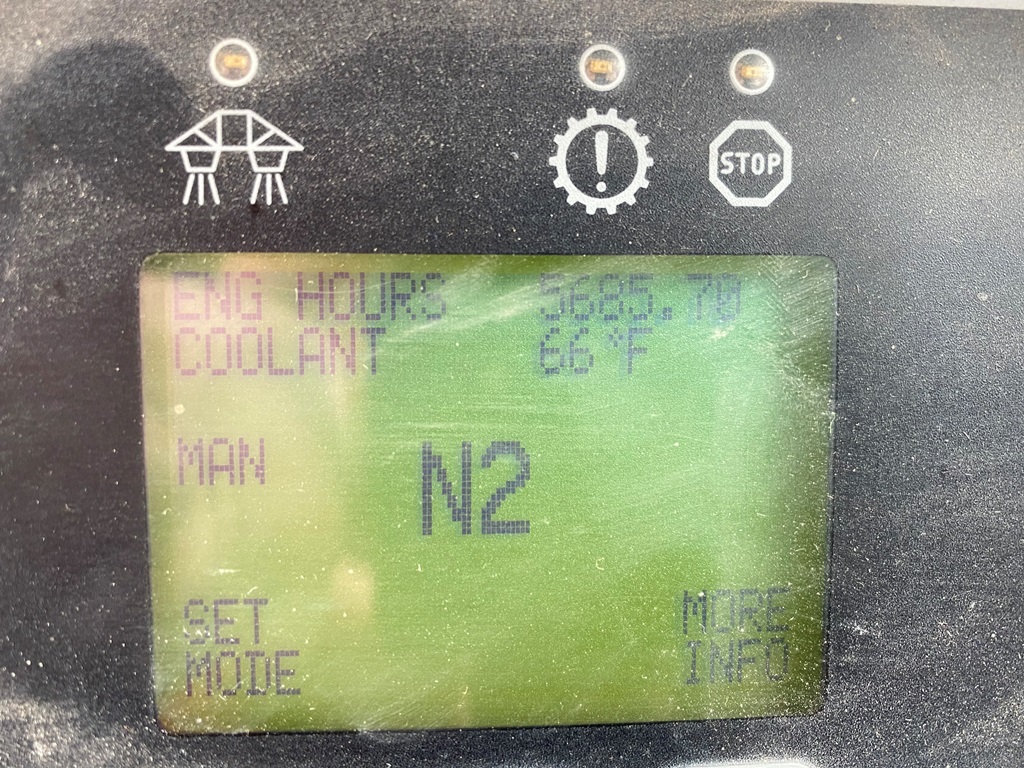 STOP
ENG HOURS 5685.70
COOLANT 66°F
MAN N2
SET MORE
MODE INFO